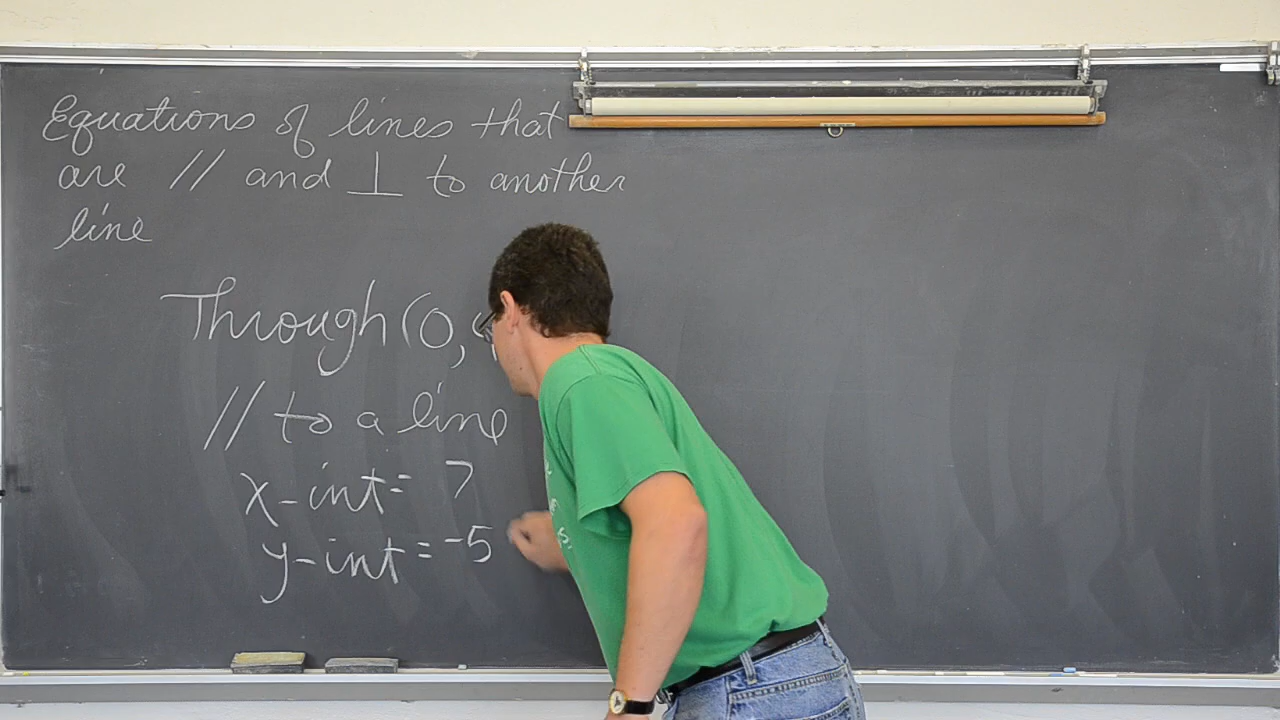 Equations of lines that
are // and ⊥ to another
line
Through (0,
// to a line
x-int = 7
y-int = -5